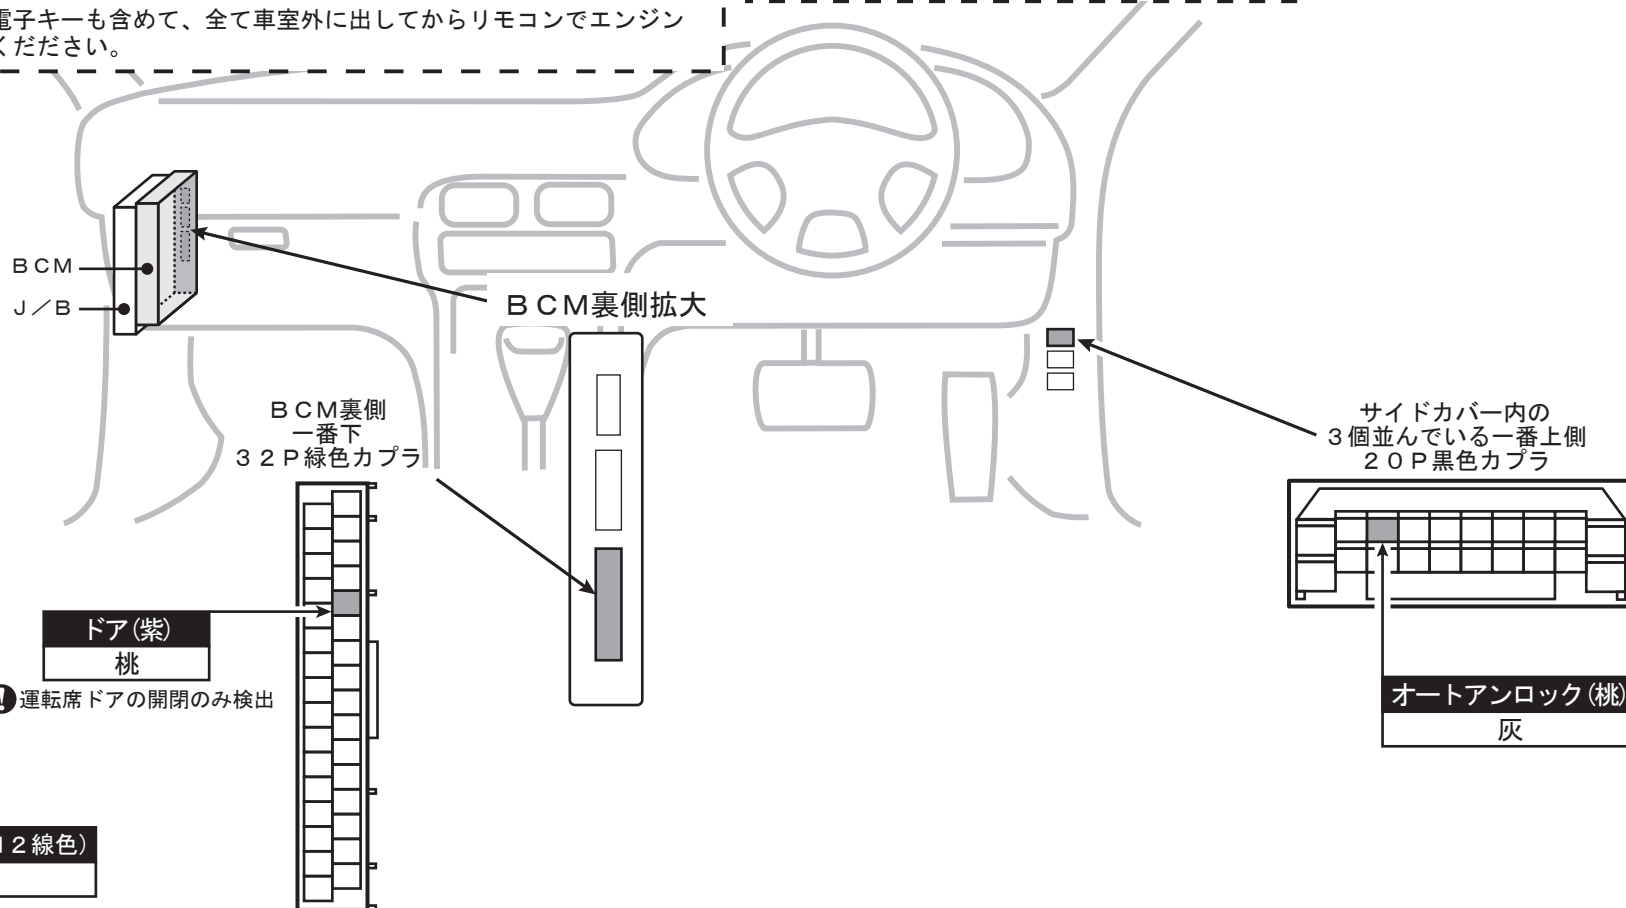 電子キーも含めて、全て車室外に出してからリモコンでエンジン
くだださい。
ＢＣＭ
Ｊ／Ｂ
ＢＣＭ裏側拡大
ＢＣＭ裏側
一番下
３２Ｐ緑色カプラ
サイドカバー内の
３個並んでいる一番上側
２０Ｐ黒色カプラ
ドア(紫)
桃
!運転席ドアの開閉のみ検出
オートアンロック(桃)
灰
１２線色)